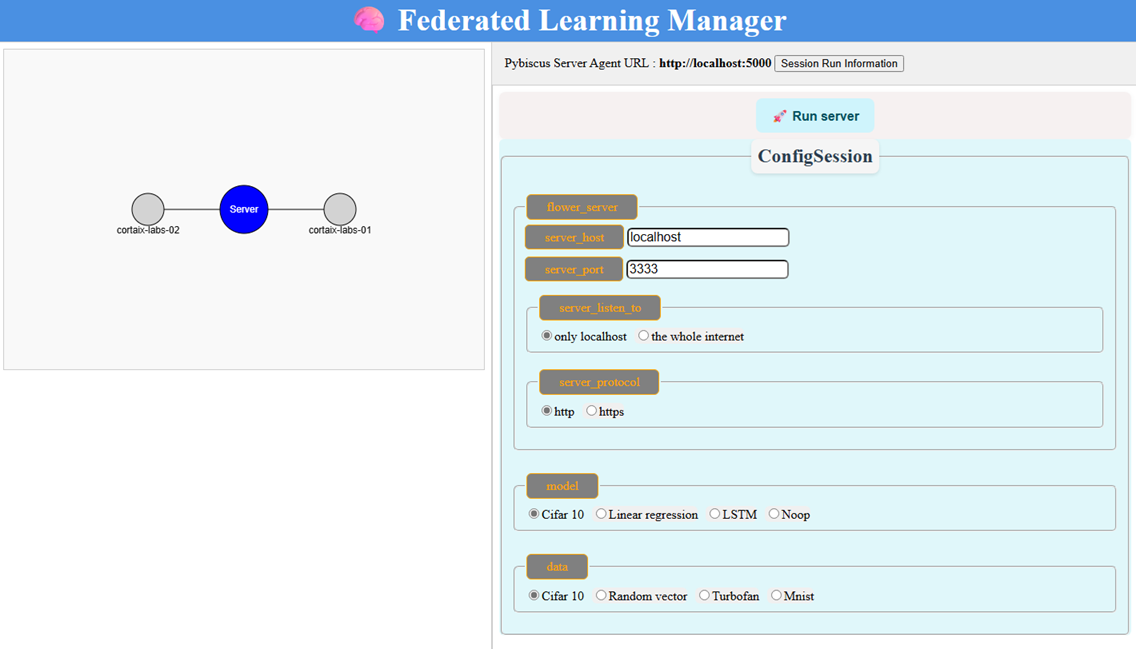 Federated Learning Manager
Server
cortaix-labs-02
cortaix-labs-01
Pybiscus Server Agent URL : http://localhost:5000 Session Run Information
Run server
ConfigSession
flower_server
server_host localhost
server_port 3333
server_listen_to
only localhost the whole internet
server_protocol
http https
model
Cifar 10 Linear regression LSTM Noop
data
Cifar 10 Random vector Turbofan Mnist